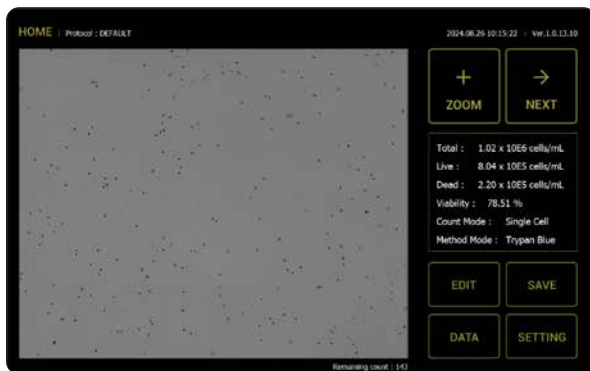 HOME | Protocol : DEFAULT
2024.08.26 10:15:22 | Ver.1.0.13.10
+
ZOOM
→
NEXT
Total : 1.02 x 10E6 cells/mL
Live : 8.04 x 10E5 cells/mL
Dead : 2.20 x 10E5 cells/mL
Viability : 78.51 %
Count Mode : Single Cell
Method Mode : Trypan Blue
EDIT
SAVE
DATA
SETTING
Remaining count : 143